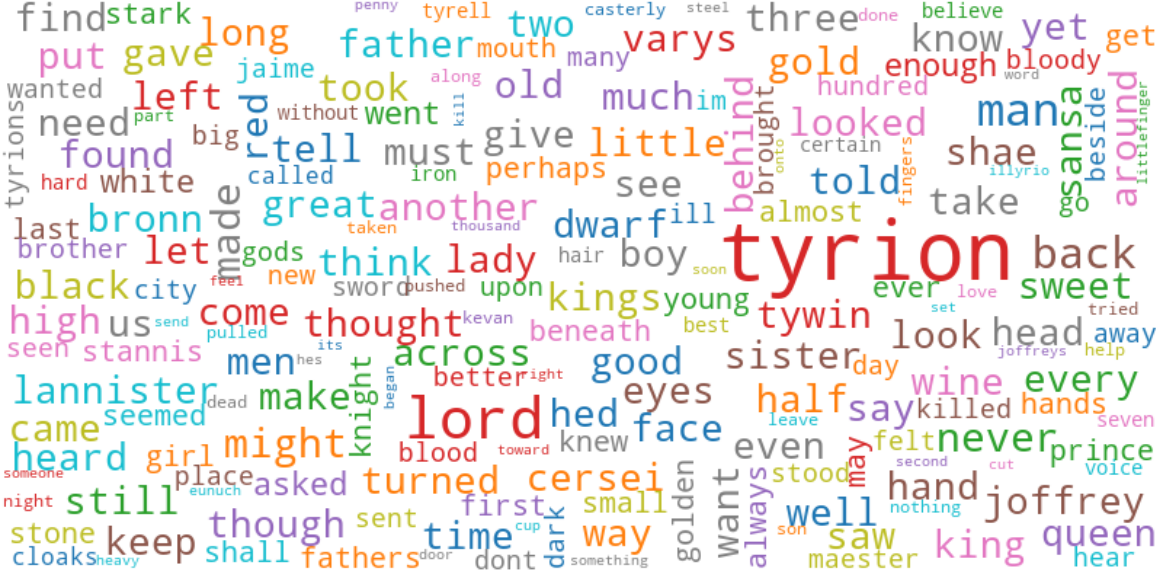 find
stark
long
penny
tyrell
casterly
steel
father
mouth
two
many
varys
three
done
believe
know
yet
get
put
gave
jaime
took
along
old
gold
enough
bloody
word
wanted
left
red
without
went
kill
much
im
behind
brought
hundred
man
sansa
beside
around
littlefinger
tyrions
need
part
big
tell
must
give
little
looked
certain
onto
fingers
shae
illyrio
found
hard
white
called
iron
perhaps
see
told
take
go
last
bronn
made
great
another
taken
thousand
dwarf
ill
almost
brother
let
gods
new
think
lady
hair
boy
soon
tyrion
back
black
city
feel
sword
pushed
upon
kings
young
ever
love
sweet
high
us
send
come
pulled
thought
kevan
beneath
best
tywin
set
tried
look
head
away
seen
stannis
its
men
hes
across
good
sister
day
joffreys
help
lannister
knight
began
better
right
eyes
half
wine
every
seemed
dead
make
lord
hed
face
leave
say
killed
hands
seven
came
might
blood
toward
knew
even
may
felt
never
prince
heard
girl
someone
place
eunuch
asked
turned
cersei
golden
want
always
stood
second
cut
voice
night
still
first
small
well
hand
nothing
joffrey
stone
keep
though
sent
time
cup
dark
way
son
saw
king
queen
cloaks
heavy
shall
fathers
door
dont
something
maester
hear